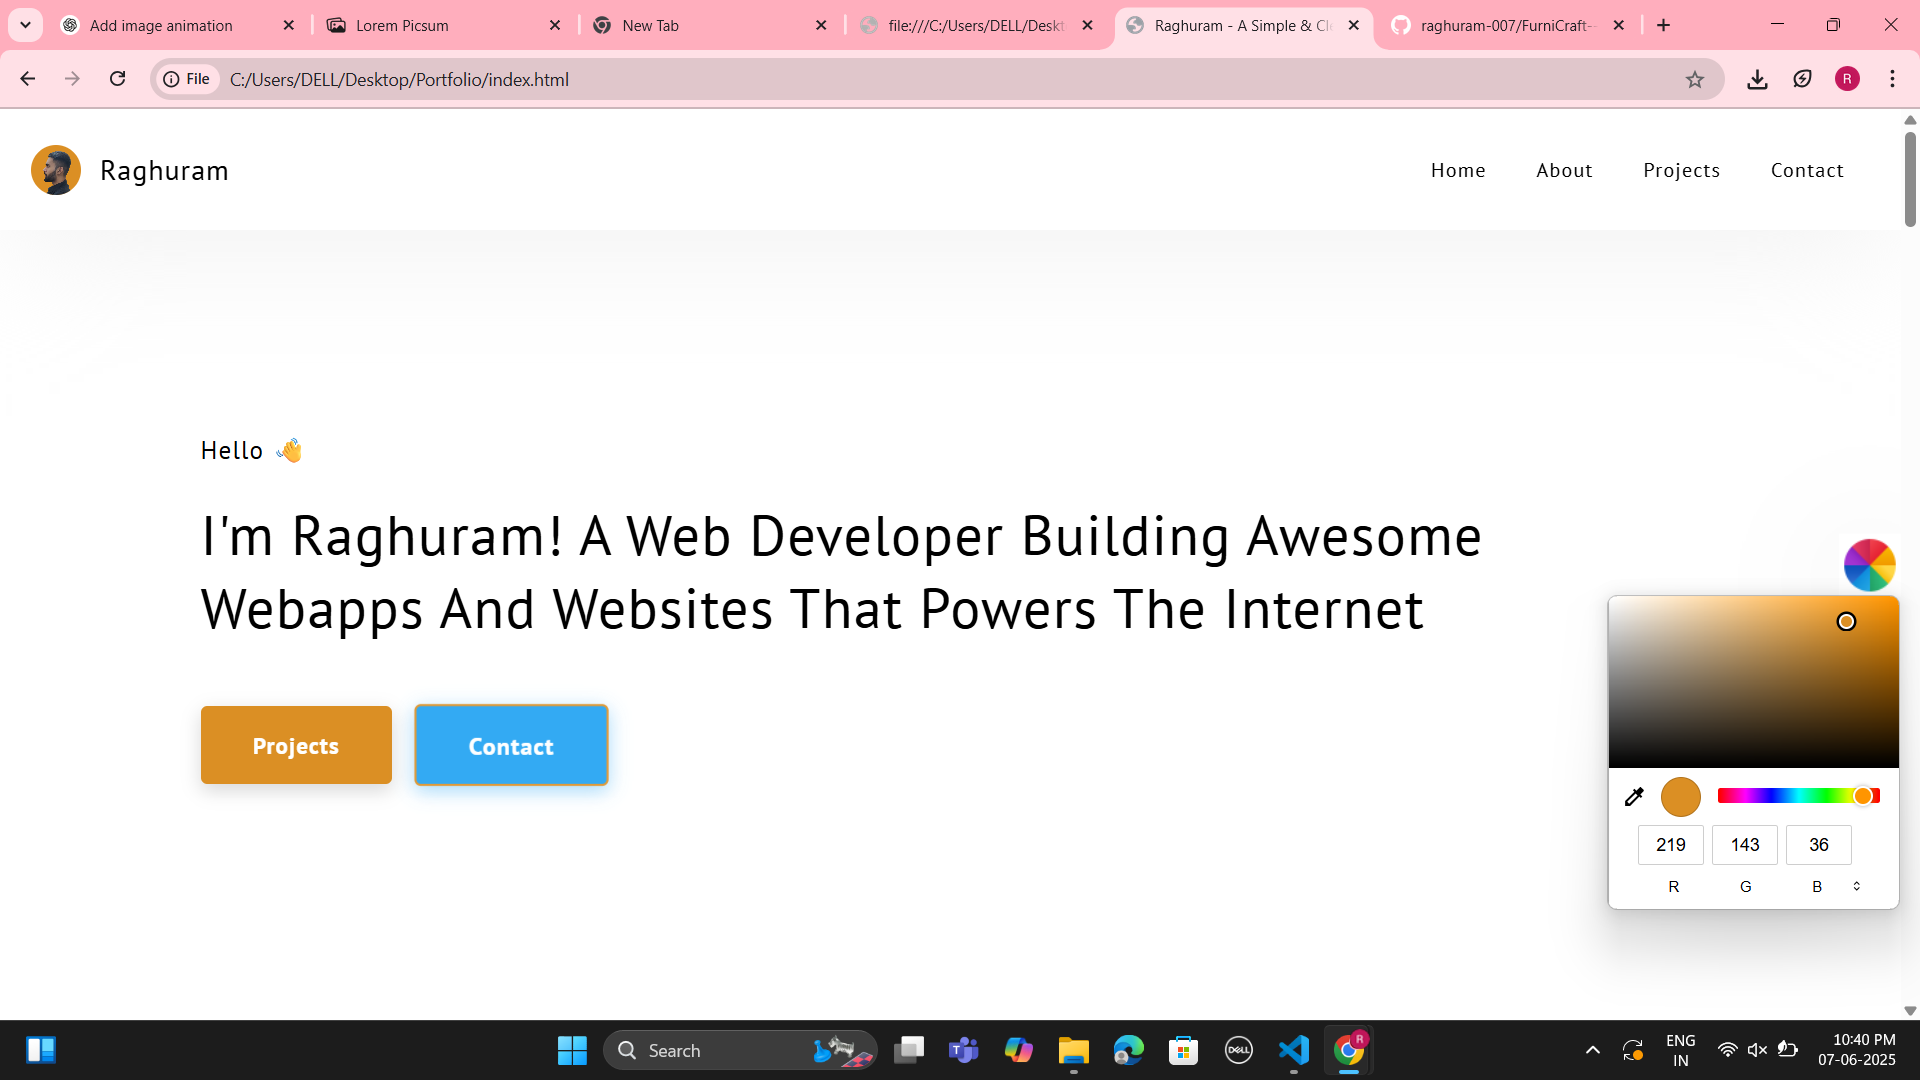 Add image animation
Lorem Picsum
New Tab
file:///C:/Users/DELL/Deskt
Raghuram - A Simple & Cl
raghuram-007/FurniCraft-
File
C:/Users/DELL/Desktop/Portfolio/index.html
R
Raghuram
Home
About
Projects
Contact
Hello 👋
I'm Raghuram! A Web Developer Building Awesome
Webapps And Websites That Powers The Internet
Projects
Contact
219
143
36
R
G
B
Search
T
DELL
R
ENG
IN
10:40 PM
07-06-2025